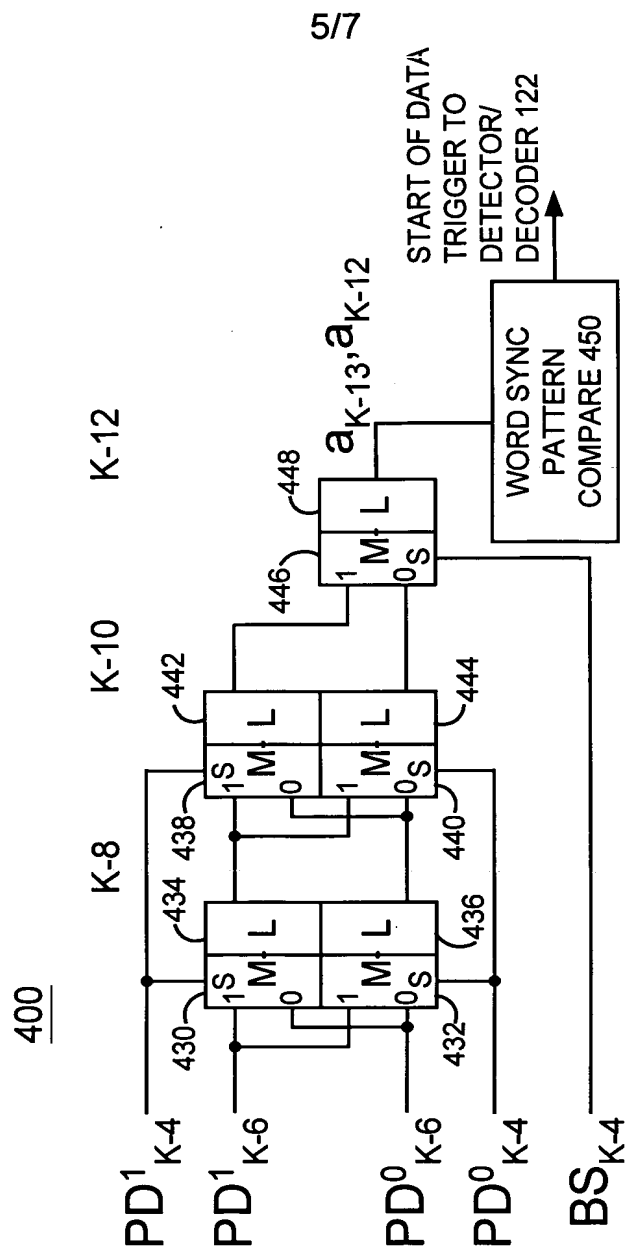 5/7
400
K-8
K-10
K-12
PD¹K-4
PD¹K-6
PD⁰K-6
PD⁰K-4
BSK-4
430
434
432
436
1 S
M
0
L
1
M
0 S
L
438
442
440
444
1 S
M
0
L
1
M
0 S
L
446
448
1
M
0 S
L
aK-13,aK-12
WORD SYNC
PATTERN
COMPARE 450
START OF DATA
TRIGGER TO
DETECTOR/
DECODER 122